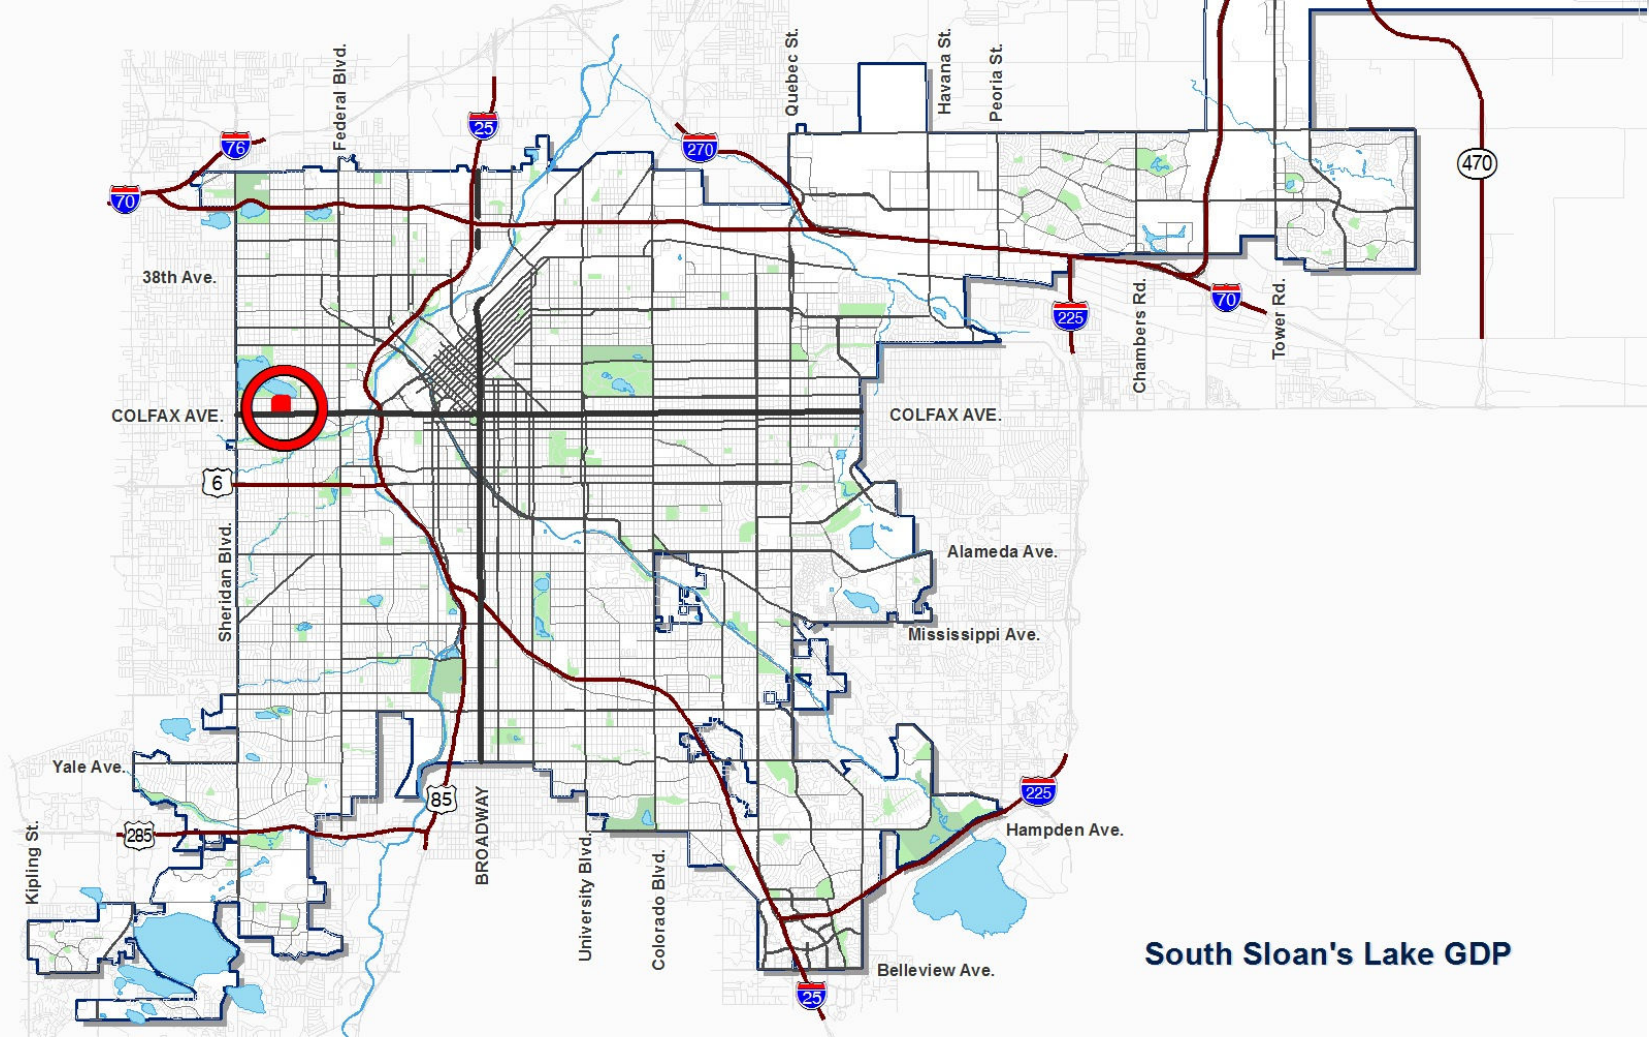 Federal Blvd.
Quebec St.
Havana St.
Peoria St.
76
25
270
70
470
38th Ave.
225
70
Chambers Rd.
Tower Rd.
COLFAX AVE.
COLFAX AVE.
6
Sheridan Blvd.
Alameda Ave.
Mississippi Ave.
Yale Ave.
85
225
285
Kipling St.
BROADWAY
University Blvd.
Colorado Blvd.
Hampden Ave.
South Sloan's Lake GDP
Belleview Ave.
25